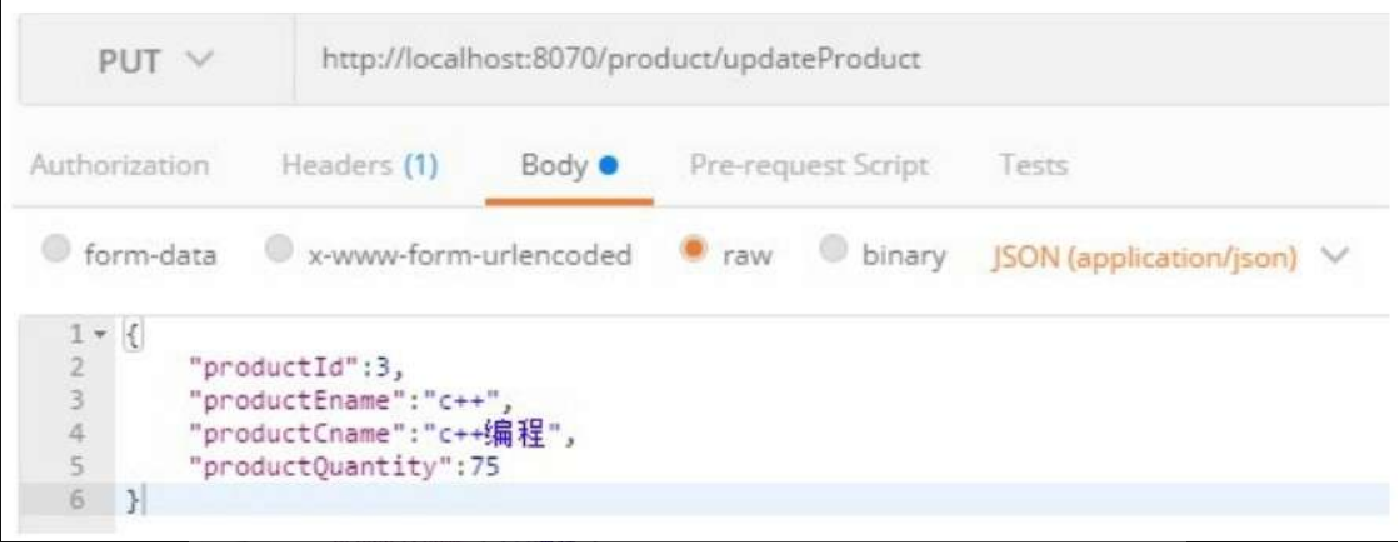 PUT http://localhost:8070/product/updateProduct
Authorization Headers (1) Body Pre-request Script Tests
form-data x-www-form-urlencoded raw binary JSON (application/json)
1 {
2 "productId":3,
3 "productEname":"c++",
4 "productCname":"c++编程",
5 "productQuantity":75
6 }